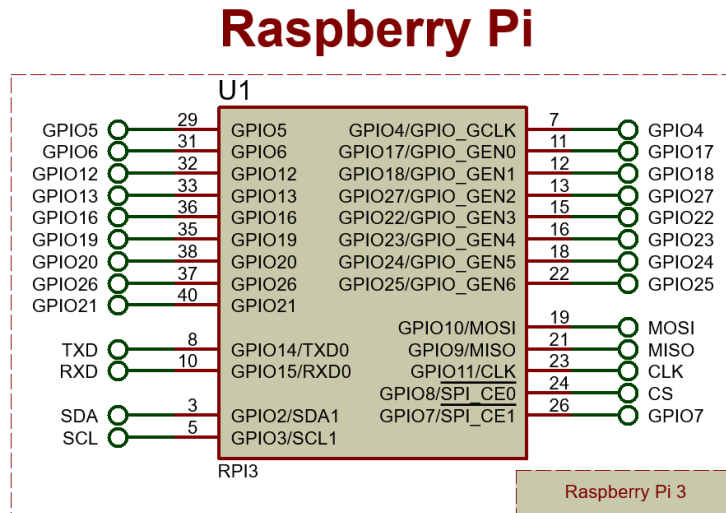 Raspberry Pi
U1
GPIO5 29 GPIO5 GPIO4/GPIO_GCLK 7 GPIO4
GPIO6 31 GPIO6 GPIO17/GPIO_GEN0 11 GPIO17
GPIO12 32 GPIO12 GPIO18/GPIO_GEN1 12 GPIO18
GPIO13 33 GPIO13 GPIO27/GPIO_GEN2 13 GPIO27
GPIO16 36 GPIO16 GPIO22/GPIO_GEN3 15 GPIO22
GPIO19 35 GPIO19 GPIO23/GPIO_GEN4 16 GPIO23
GPIO20 38 GPIO20 GPIO24/GPIO_GEN5 18 GPIO24
GPIO26 37 GPIO26 GPIO25/GPIO_GEN6 22 GPIO25
GPIO21 40 GPIO21
GPIO10/MOSI 19 MOSI
TXD 8 GPIO14/TXD0 GPIO9/MISO 21 MISO
RXD 10 GPIO15/RXD0 GPIO11/CLK 23 CLK
GPIO8/SPI_CE0 24 CS
SDA 3 GPIO2/SDA1 GPIO7/SPI_CE1 26 GPIO7
SCL 5 GPIO3/SCL1
RPI3
Raspberry Pi 3